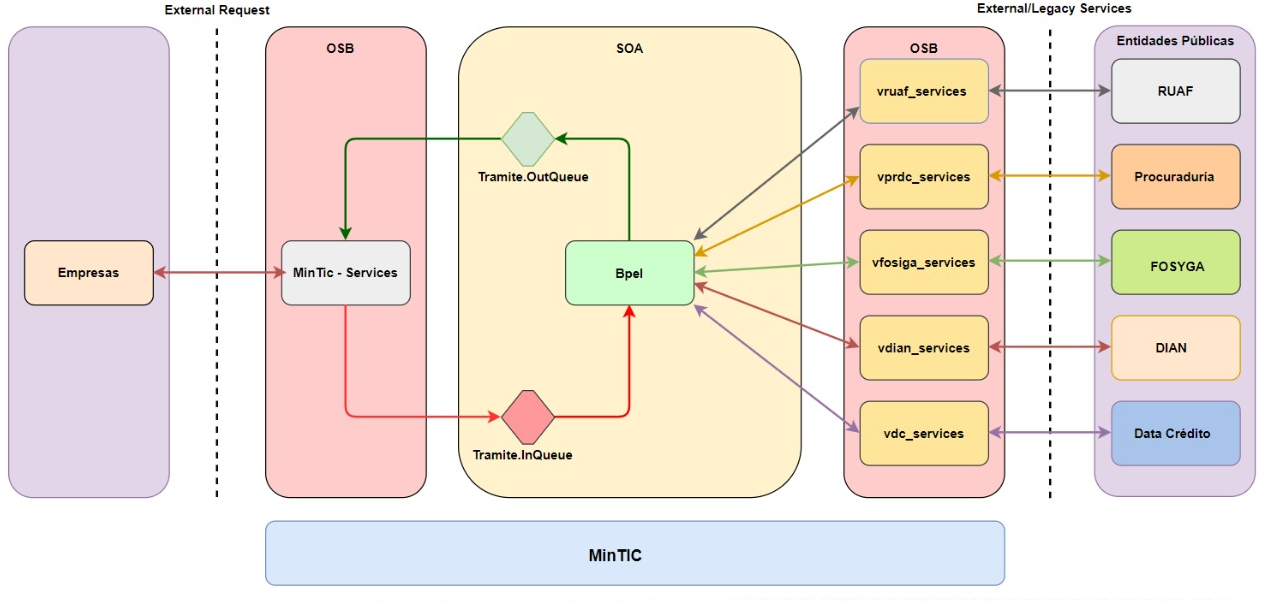 External Request
External/Legacy Services
OSB
SOA
OSB
Entidades Públicas
vruaf_services
RUAF
Tramite.OutQueue
vprdc_services
Procuraduría
Empresas
MinTic - Services
Bpel
vfosiga_services
FOSYGA
vdian_services
DIAN
vdc_services
Data Crédito
Tramite.InQueue
MinTIC